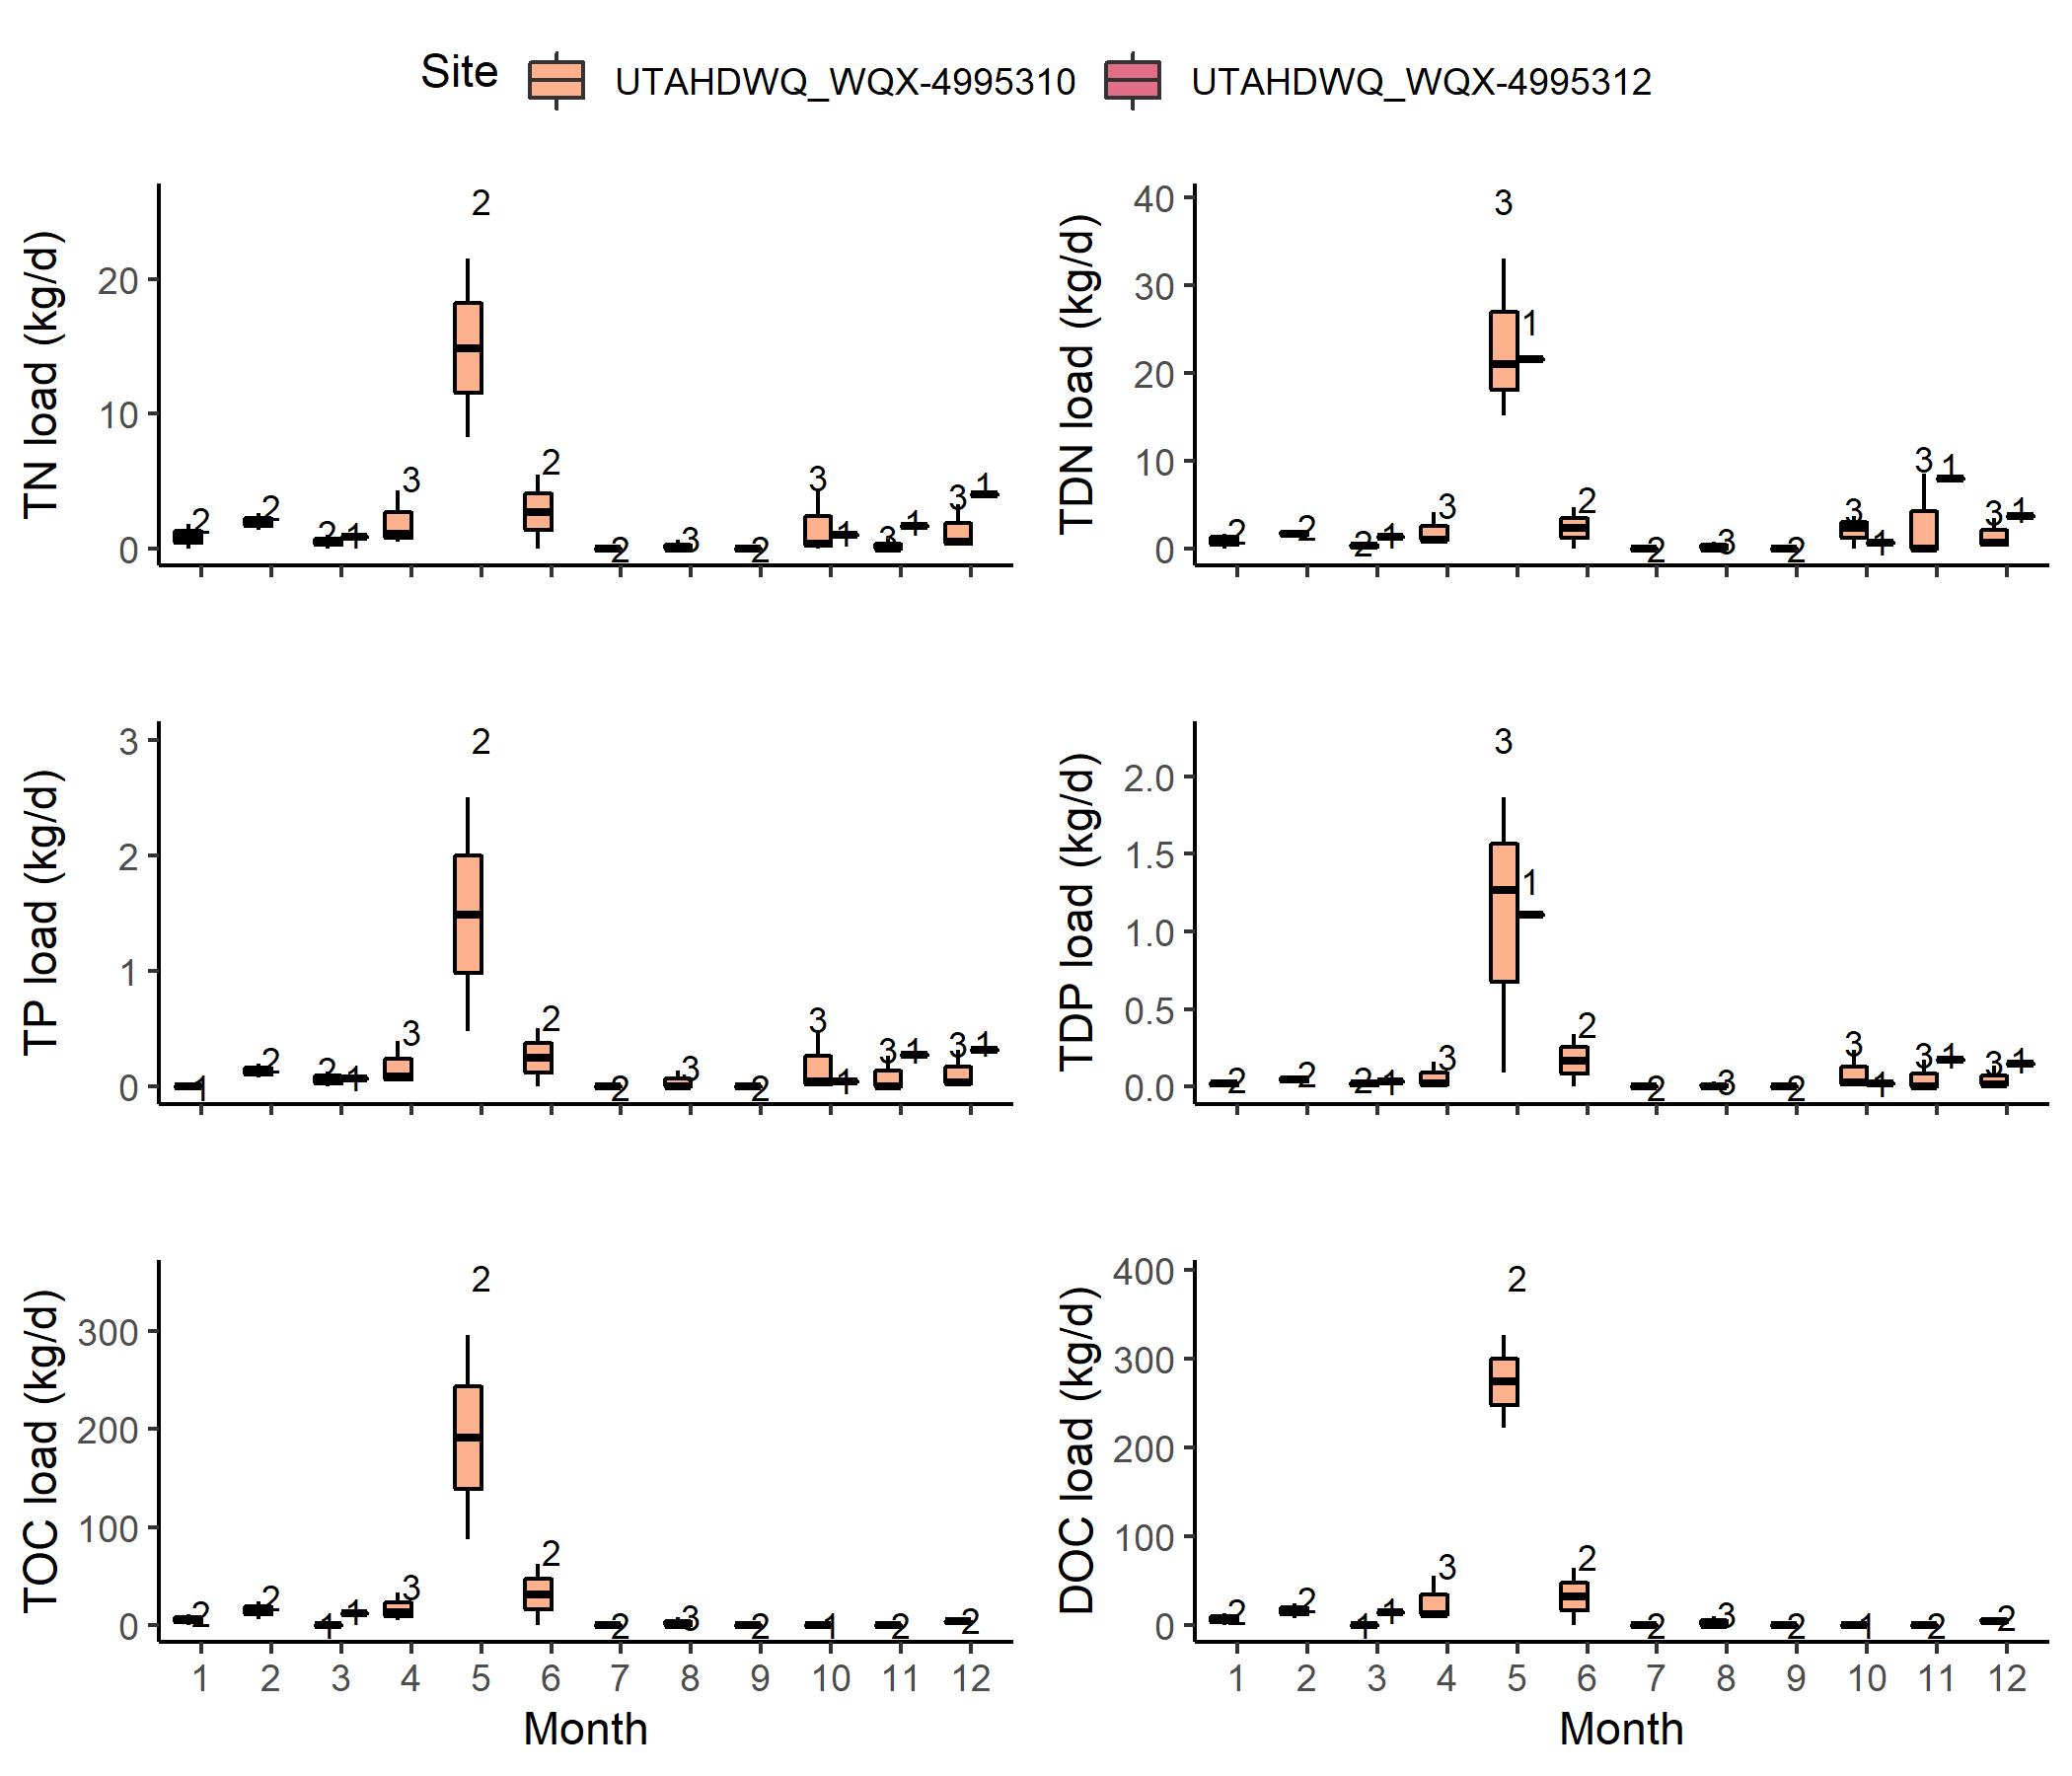 Site UTAHDWQ_WQX-4995310 UTAHDWQ_WQX-4995312
TN load (kg/d)
20
10
0
2 2 2 1 3 2 2 2 3 2 3 1 3 1 3 1
TDN load (kg/d)
40
30
20
10
0
2 2 2 1 3 3 1 2 2 3 2 3 1 3 1 3 1
TP load (kg/d)
3
2
1
0
1 2 2 1 3 2 2 2 3 2 3 1 3 1 3 1
TDP load (kg/d)
2.0
1.5
1.0
0.5
0.0
2 2 2 1 3 3 1 2 2 3 2 3 1 3 1 3 1
TOC load (kg/d)
300
200
100
0
2 2 1 1 3 2 2 2 3 2 1 2 2
1 2 3 4 5 6 7 8 9 10 11 12
Month
DOC load (kg/d)
400
300
200
100
0
2 2 1 1 3 2 2 2 3 2 1 2 2
1 2 3 4 5 6 7 8 9 10 11 12
Month